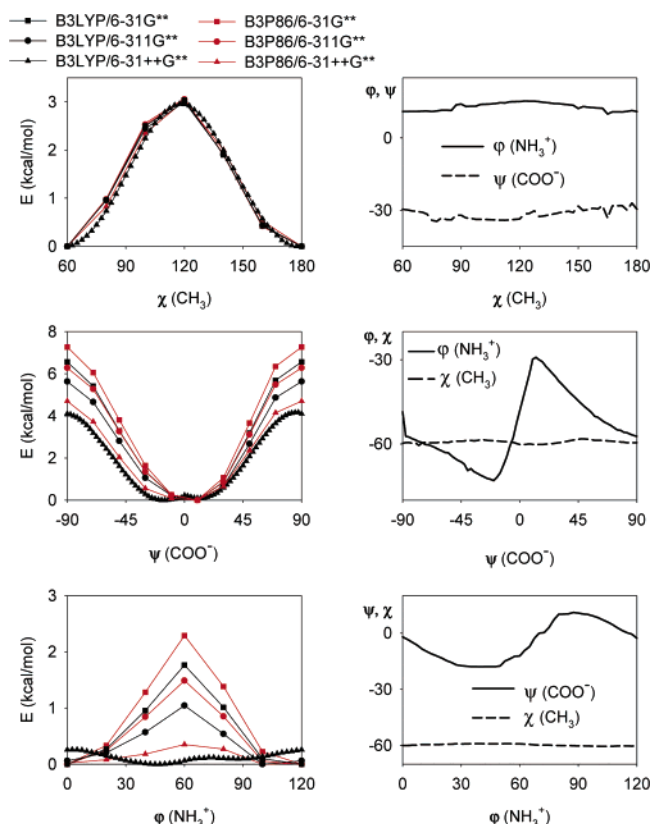 B3LYP/6-31G** B3P86/6-31G**
B3LYP/6-311G** B3P86/6-311G**
B3LYP/6-31++G** B3P86/6-31++G**
E (kcal/mol)
3
2
1
0
60 90 120 150 180
χ (CH₃)
φ, ψ
0
-30
φ (NH₃⁺)
ψ (COO⁻)
60 90 120 150 180
χ (CH₃)
E (kcal/mol)
8
6
4
2
0
-90 -45 0 45 90
ψ (COO⁻)
φ, χ
-30
-60
-90
φ (NH₃⁺)
χ (CH₃)
-90 -45 0 45 90
ψ (COO⁻)
E (kcal/mol)
3
2
1
0
0 20 40 60 80 100 120
φ (NH₃⁺)
ψ, χ
0
-30
-60
ψ (COO⁻)
χ (CH₃)
0 30 60 90 120
φ (NH₃⁺)